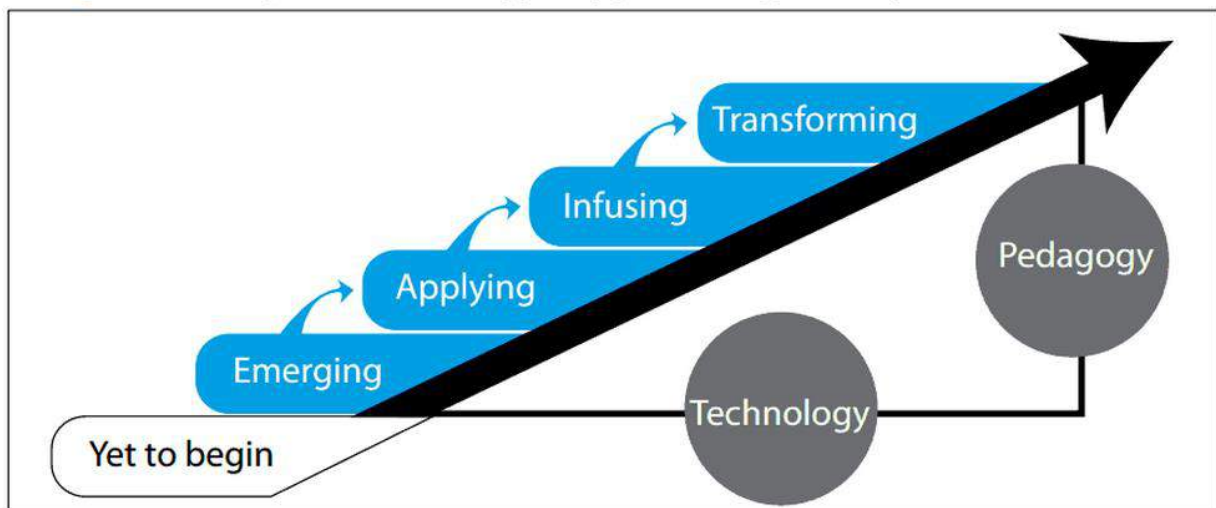 Transforming
Infusing
Pedagogy
Applying
Emerging
Technology
Yet to begin